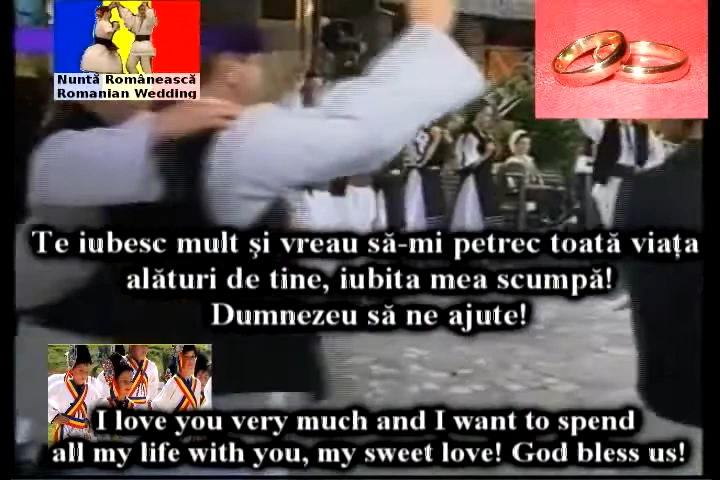 Nuntă Românească
Romanian Wedding
Te iubesc mult şi vreau să-mi petrec toată viaţa
alături de tine, iubita mea scumpă!
Dumnezeu să ne ajute!
I love you very much and I want to spend
all my life with you, my sweet love! God bless us!